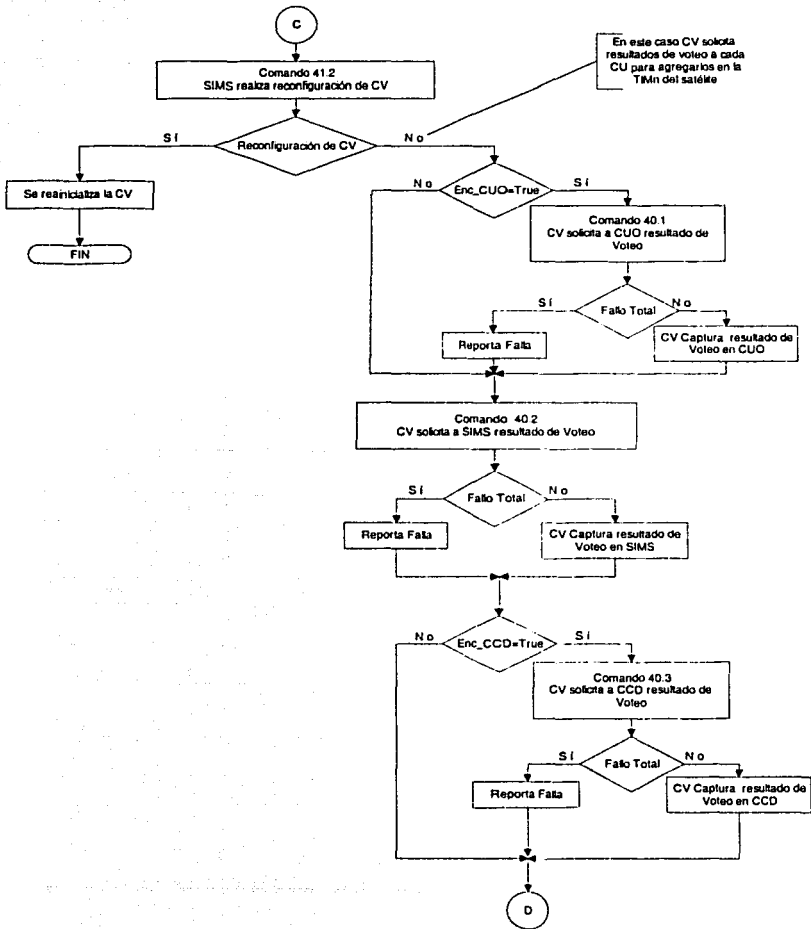 C
En este caso CV solicita
resultados de voteo a cada
CU para agregarlos en la
TIMn del satélite
Comando 41.2
SIMS realiza reconfiguración de CV
Sí
Reconfiguración de CV
No
Se reainicializa la CV
FIN
No
Enc_CUO=True
Sí
Comando 40.1
CV solicita a CUO resultado de
Voteo
Sí
Fallo Total
No
Reporta Falla
CV Captura resultado de
Voteo en CUO
Comando 40.2
CV solicita a SIMS resultado de Voteo
Sí
Fallo Total
No
Reporta Falla
CV Captura resultado de
Voteo en SIMS
No
Enc_CCD=True
Sí
Comando 40.3
CV solicita a CCD resultado de
Voteo
Sí
Fallo Total
No
Reporta Falla
CV Captura resultado de
Voteo en CCD
D